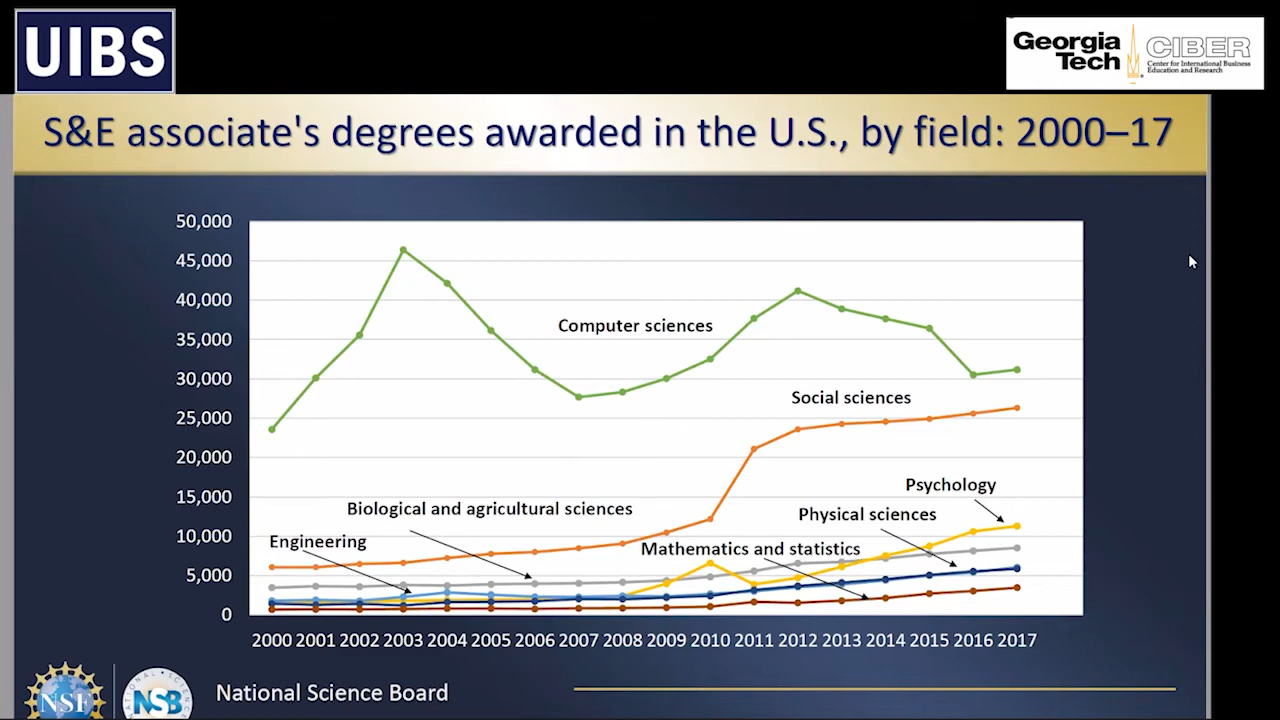 UIBS
Georgia
Tech
CIBER
Center for International Business
Education and Research
S&E associate's degrees awarded in the U.S., by field: 2000–17
50,000
45,000
40,000
35,000
30,000
25,000
20,000
15,000
10,000
5,000
0
Computer sciences
Social sciences
Psychology
Biological and agricultural sciences
Physical sciences
Engineering
Mathematics and statistics
2000 2001 2002 2003 2004 2005 2006 2007 2008 2009 2010 2011 2012 2013 2014 2015 2016 2017
NSF
NSB
National Science Board